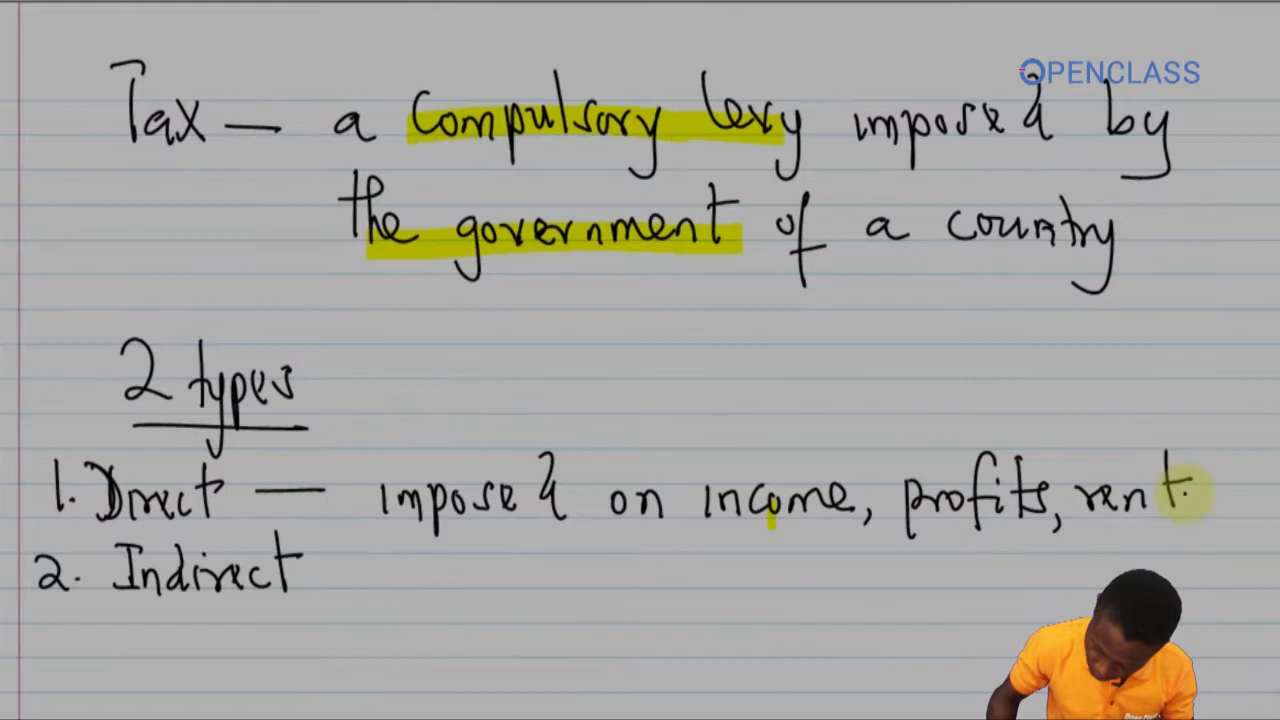 OPENCLASS
Tax — a compulsory levy imposed by
the government of a country
2 types
1. Direct — imposed on income, profits, rent.
2. Indirect